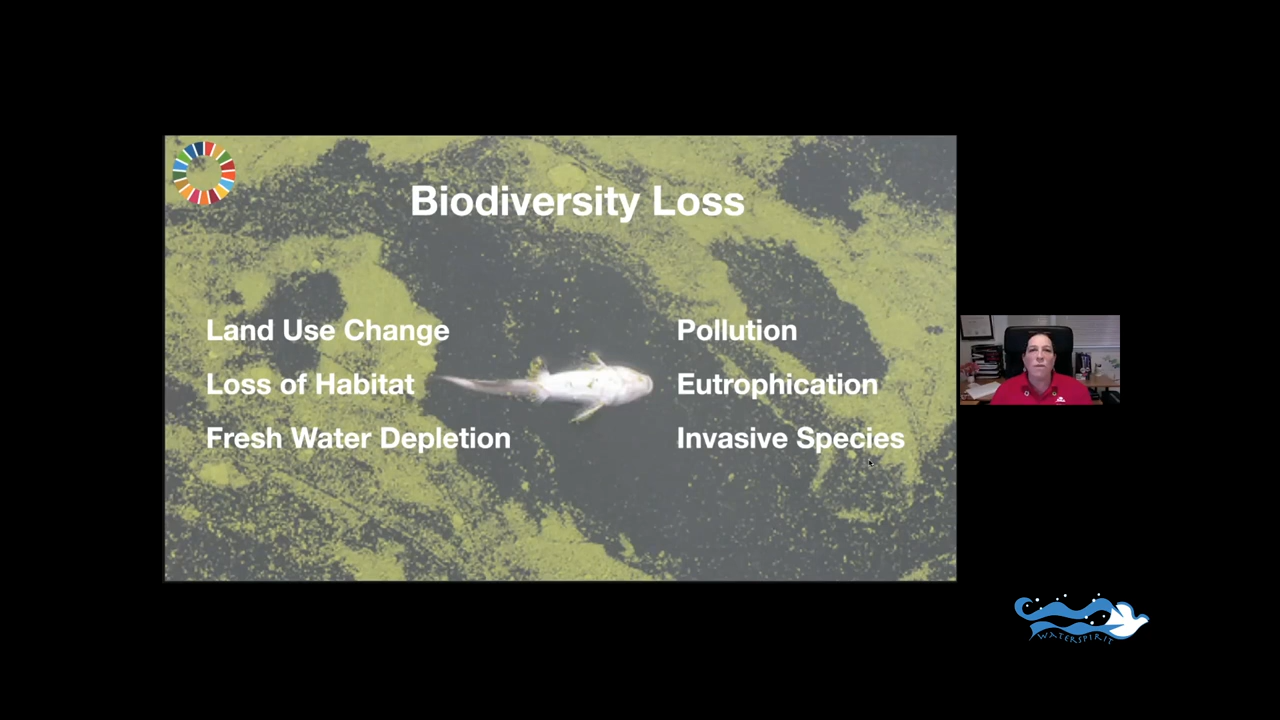 Biodiversity Loss
Land Use Change
Loss of Habitat
Fresh Water Depletion
Pollution
Eutrophication
Invasive Species
WATERSPIRIT